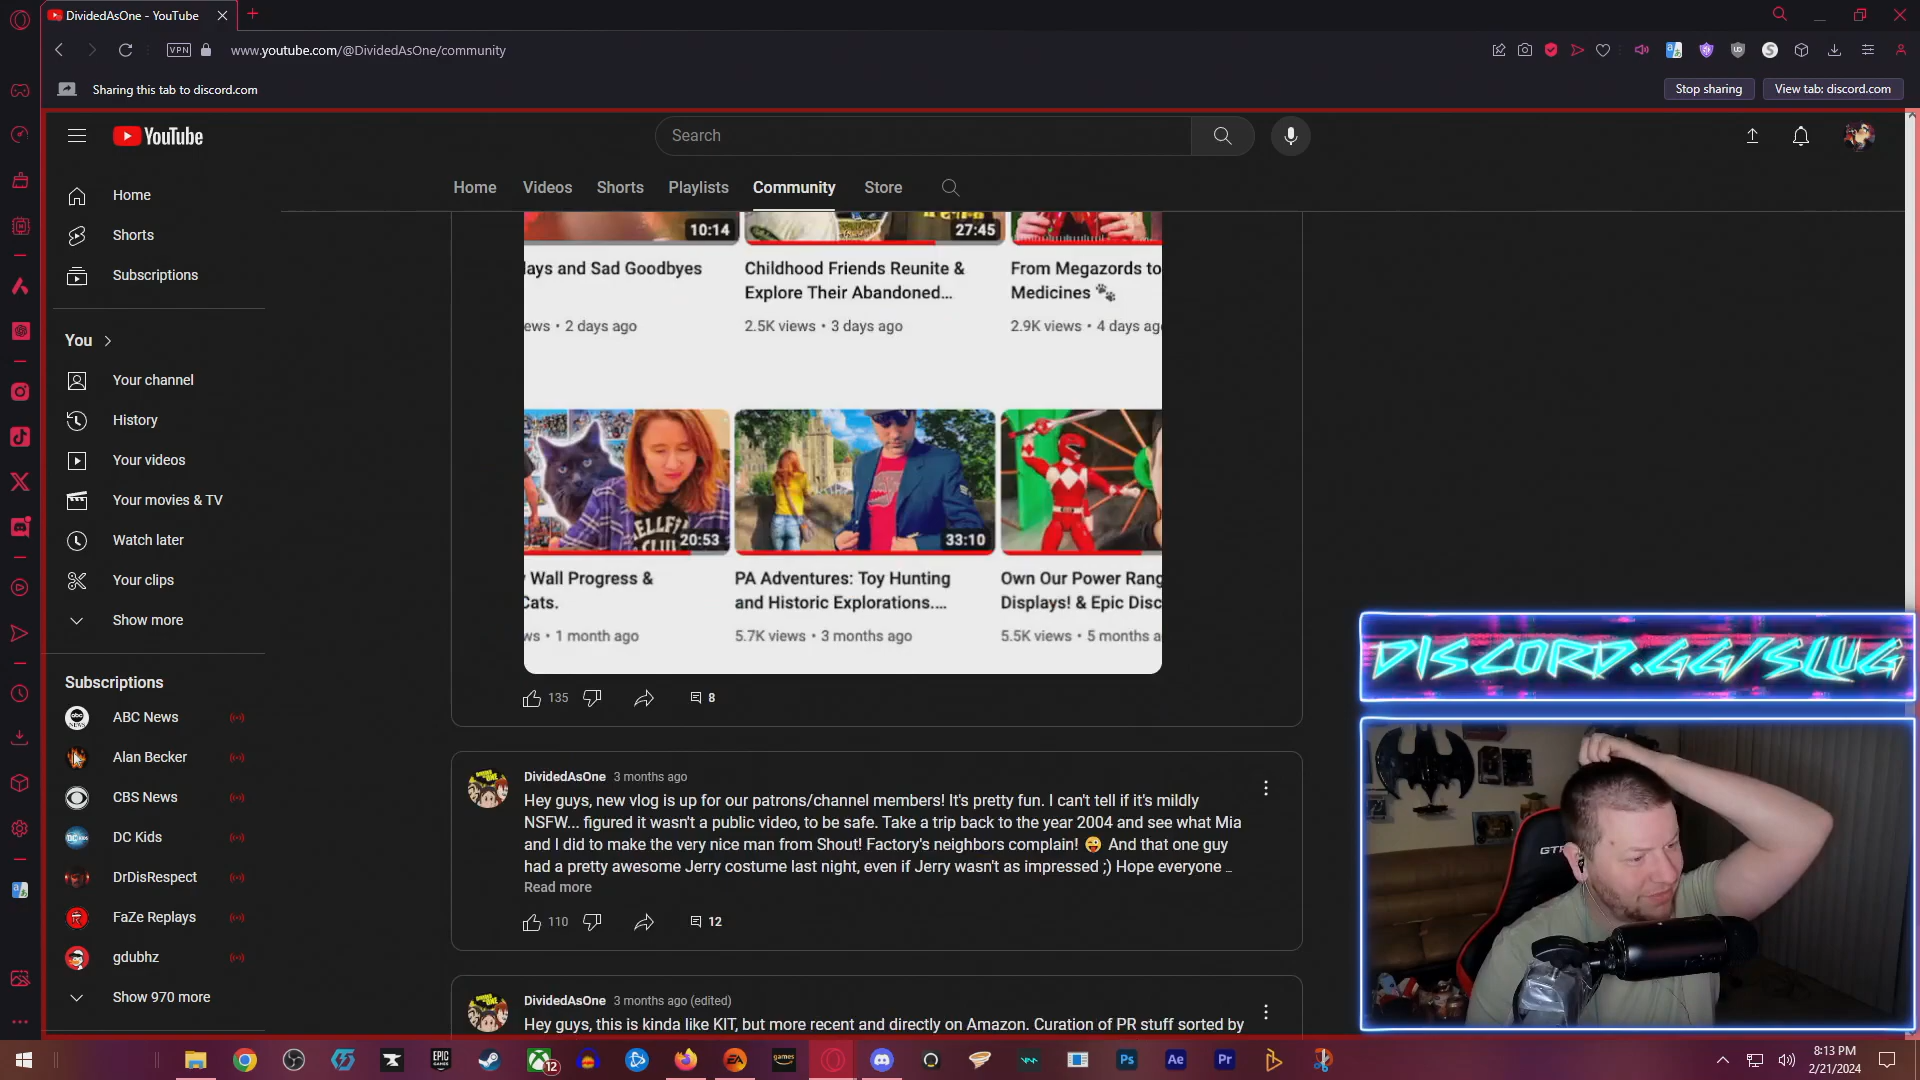 DividedAsOne - YouTube
VPN
www.youtube.com/@DividedAsOne/community
Sharing this tab to discord.com
Stop sharing
View tab: discord.com
YouTube
Search
Home
Videos
Shorts
Playlists
Community
Store
Home
Shorts
Subscriptions
You
Your channel
History
Your videos
Your movies & TV
Watch later
Your clips
Show more
Subscriptions
ABC News
Alan Becker
CBS News
DC Kids
DrDisRespect
FaZe Replays
gdubhz
Show 970 more
10:14
27:45
lays and Sad Goodbyes
ews • 2 days ago
Childhood Friends Reunite &
Explore Their Abandoned...
2.5K views • 3 days ago
From Megazords to
Medicines 🐾
2.9K views • 4 days ag
20:53
33:10
Wall Progress &
Cats.
ws • 1 month ago
PA Adventures: Toy Hunting
and Historic Explorations....
5.7K views • 3 months ago
Own Our Power Rang
Displays! & Epic Disc
5.5K views • 5 months a
135
8
DividedAsOne 3 months ago
Hey guys, new vlog is up for our patrons/channel members! It's pretty fun. I can't tell if it's mildly
NSFW... figured it wasn't a public video, to be safe. Take a trip back to the year 2004 and see what Mia
and I did to make the very nice man from Shout! Factory's neighbors complain! 😜 And that one guy
had a pretty awesome Jerry costume last night, even if Jerry wasn't as impressed ;) Hope everyone ...
Read more
110
12
DividedAsOne 3 months ago (edited)
Hey guys, this is kinda like KIT, but more recent and directly on Amazon. Curation of PR stuff sorted by
DISCORD.GG/SLUG
8:13 PM
2/21/2024
EPIC
GAMES
12
EA
games
Ps
Ae
Pr